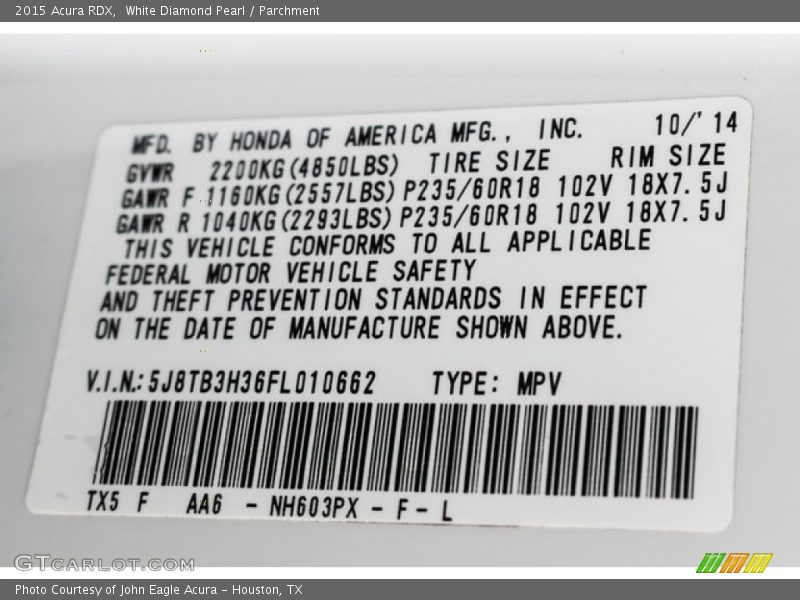 2015 Acura RDX,  White Diamond Pearl / Parchment
MFD. BY HONDA OF AMERICA MFG., INC. 10/'14
GVWR 2200KG(4850LBS) TIRE SIZE RIM SIZE
GAWR F 1160KG(2557LBS) P235/60R18 102V 18X7.5J
GAWR R 1040KG(2293LBS) P235/60R18 102V 18X7.5J
THIS VEHICLE CONFORMS TO ALL APPLICABLE
FEDERAL MOTOR VEHICLE SAFETY
AND THEFT PREVENTION STANDARDS IN EFFECT
ON THE DATE OF MANUFACTURE SHOWN ABOVE.
V.I.N.:5J8TB3H36FL010662 TYPE: MPV
TX5 F AA6 - NH603PX - F - L
GTCARLOT.COM
Photo Courtesy of John Eagle Acura - Houston, TX